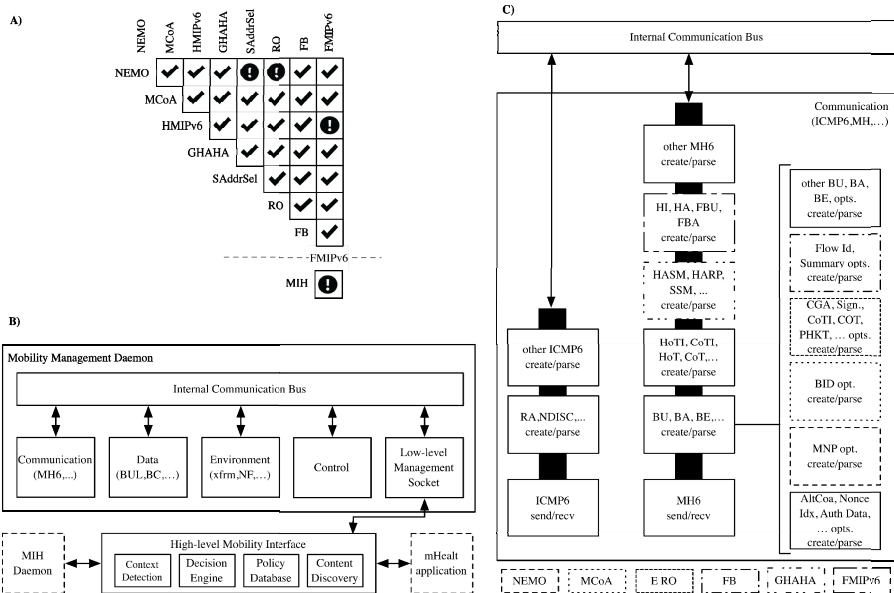 A)
NEMO
MCoA
HMIPv6
GHAHA
SAddrSel
RO
FB
FMIPv6
NEMO
MCoA
HMIPv6
GHAHA
SAddrSel
RO
FB
FMIPv6
MIH
B)
Mobility Management Daemon
Internal Communication Bus
Communication
(MH6,...)
Data
(BUL,BC,...)
Environment
(xfrm,NF,...)
Control
Low-level
Management
Socket
MIH
Daemon
High-level Mobility Interface
Context
Detection
Decision
Engine
Policy
Database
Content
Discovery
mHealt
application
C)
Internal Communication Bus
Communication
(ICMP6,MH,...)
other MH6
create/parse
HI, HA, FBU,
FBA
create/parse
HASM, HARP,
SSM, ...
create/parse
HoTI, CoTI,
HoT, CoT,...
create/parse
BU, BA, BE,...
create/parse
MH6
send/recv
other ICMP6
create/parse
RA,NDISC,...
create/parse
ICMP6
send/recv
other BU, BA,
BE, opts.
create/parse
Flow Id,
Summary opts.
create/parse
CGA, Sign.,
CoTI, COT,
PHKT, ... opts.
create/parse
BID opt.
create/parse
MNP opt.
create/parse
AltCoa, Nonce
Idx, Auth Data,
... opts.
create/parse
NEMO
MCoA
E RO
FB
GHAHA
FMIPv6